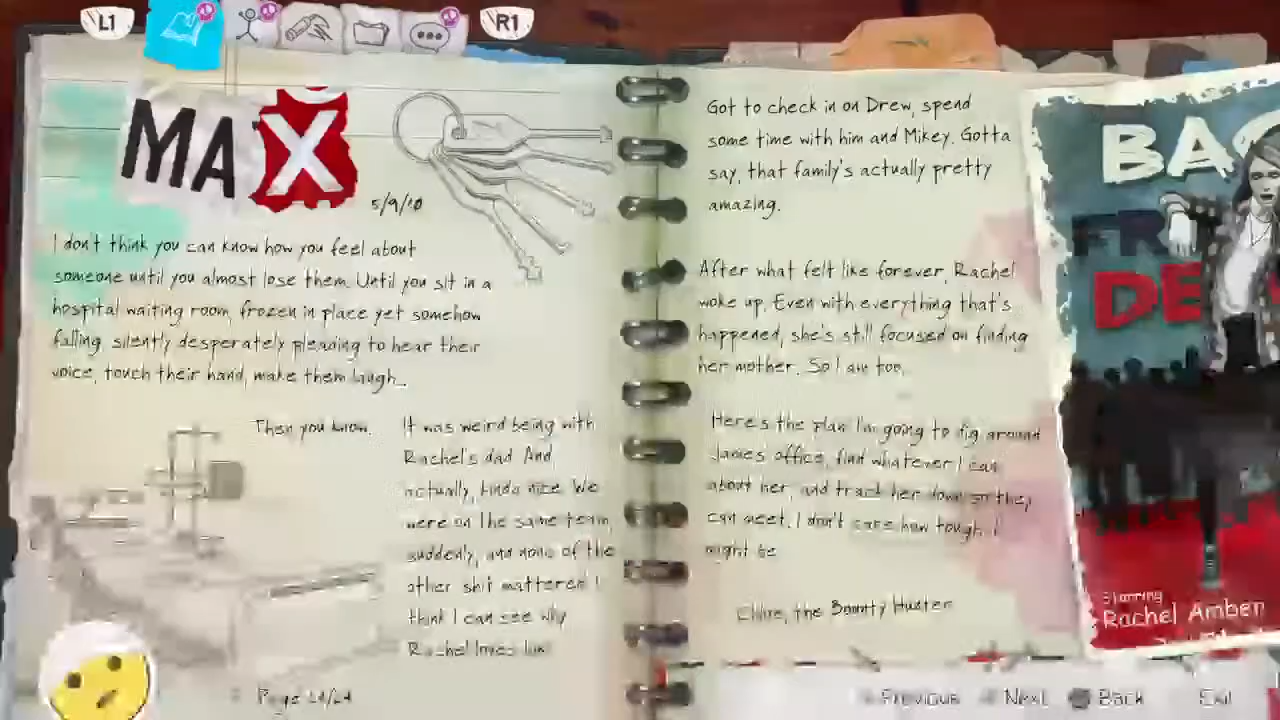 L1
R1
MAX
5/9/10
I don't think you can know how you feel about
someone until you almost lose them. Until you sit in a
hospital waiting room, frozen in place yet somehow
falling, silently desperately pleading to hear their
voice, touch their hand, make them laugh...
Then you know.
It was weird being with
Rachel's dad. And
actually, kinda nice. We
were on the same team,
suddenly, and none of the
other shit mattered. I
think I can see why
Rachel loves him.
Page 24/24
Got to check in on Drew, spend
some time with him and Mikey. Gotta
say, that family's actually pretty
amazing.
After what felt like forever, Rachel
woke up. Even with everything that's
happened, she's still focused on finding
her mother. So I am too.
Here's the plan. I'm going to dig around
James' office, find whatever I can
about her, and track her down so they
can meet. I don't care how tough it
might be.
Chloe, the Bounty Hunter
BA
FR
DE
Starring
Rachel Amber
Previous Next Back Exit